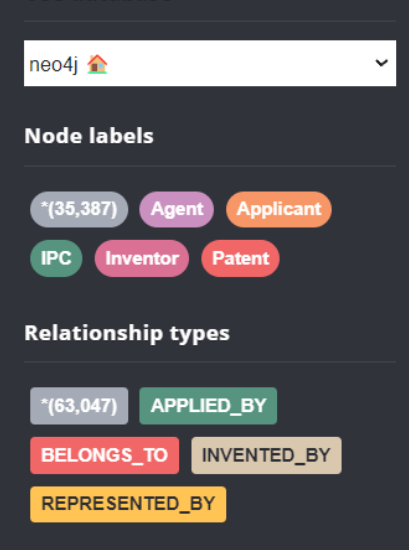 neo4j 🏠
Node labels
*(35,387) Agent Applicant
IPC Inventor Patent
Relationship types
*(63,047) APPLIED_BY
BELONGS_TO INVENTED_BY
REPRESENTED_BY